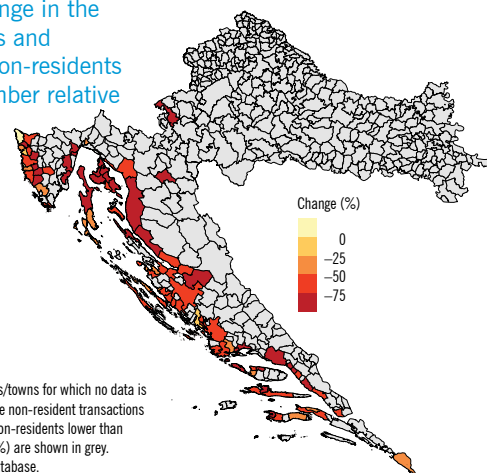 nge in the
s and
on-residents
mber relative
Change (%)
0
–25
–50
–75
s/towns for which no data is
e non-resident transactions
on-residents lower than
%) are shown in grey.
tabase.